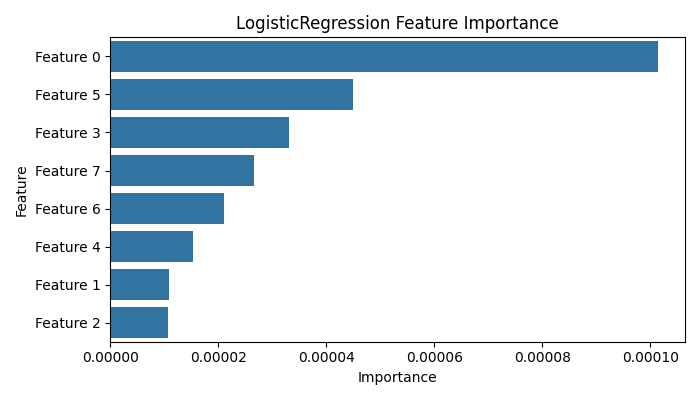 LogisticRegression Feature Importance
Feature
Feature 0
Feature 5
Feature 3
Feature 7
Feature 6
Feature 4
Feature 1
Feature 2
0.00000 0.00002 0.00004 0.00006 0.00008 0.00010
Importance